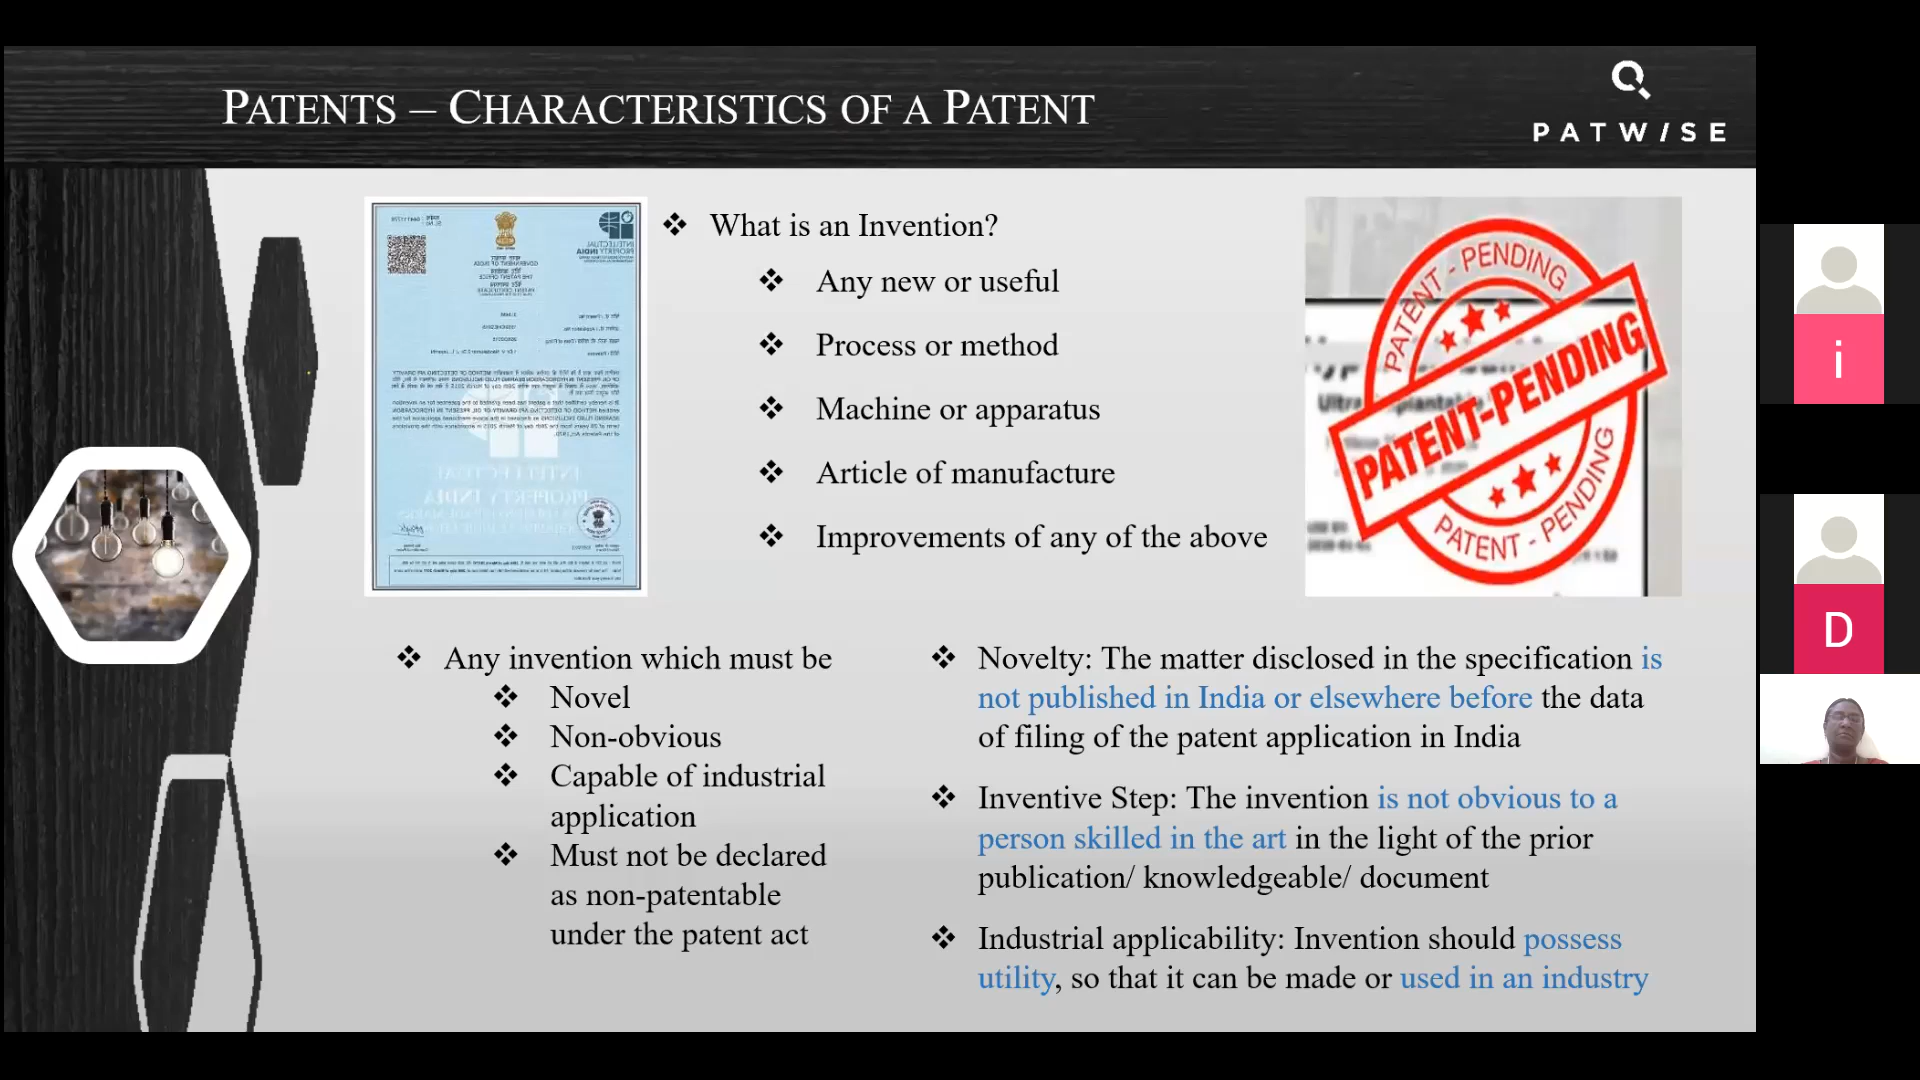 PATENTS – CHARACTERISTICS OF A PATENT
PATWISE
What is an Invention?
Any new or useful
Process or method
Machine or apparatus
Article of manufacture
Improvements of any of the above
INTELLECTUAL
PROPERTY INDIA
PATENT - PENDING
PATENT-PENDING
PATENT - PENDING
Any invention which must be
Novel
Non-obvious
Capable of industrial
application
Must not be declared
as non-patentable
under the patent act
Novelty: The matter disclosed in the specification is
not published in India or elsewhere before the data
of filing of the patent application in India
Inventive Step: The invention is not obvious to a
person skilled in the art in the light of the prior
publication/ knowledgeable/ document
Industrial applicability: Invention should possess
utility, so that it can be made or used in an industry
i
D